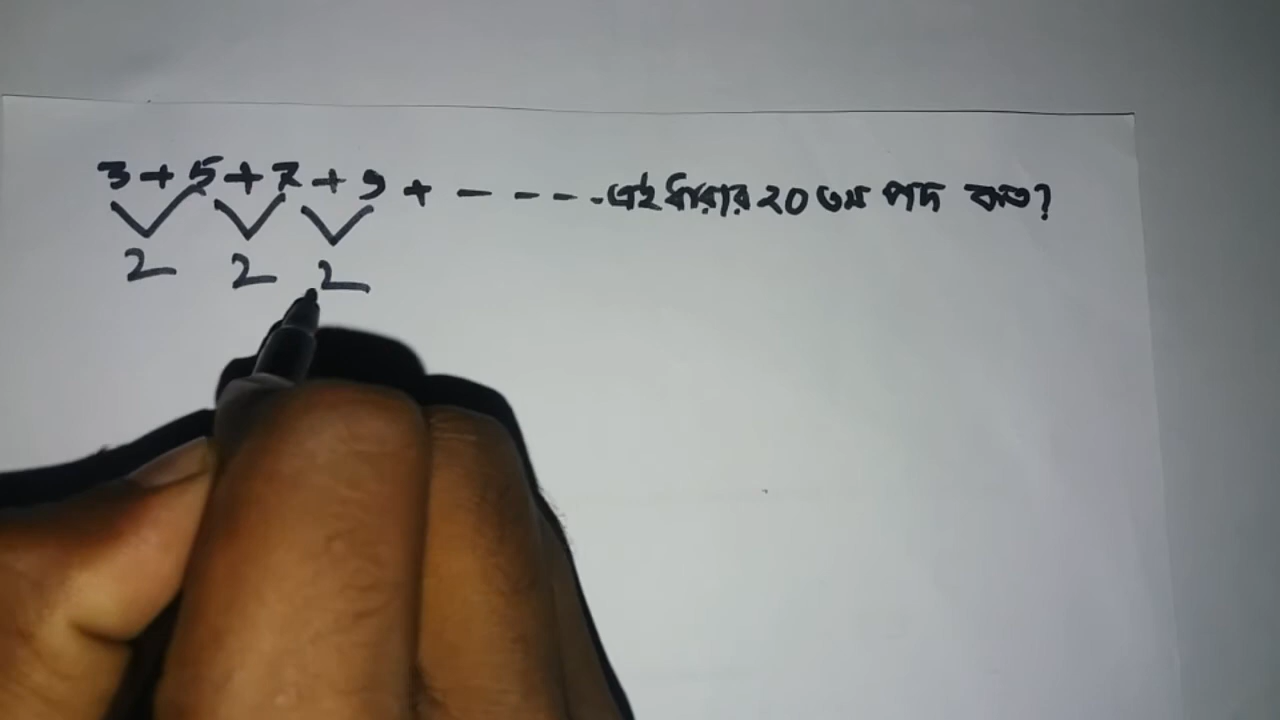 3+5+7+9+ - - - - .এই ধারার ২০ তম পদ কত?
2 2 2